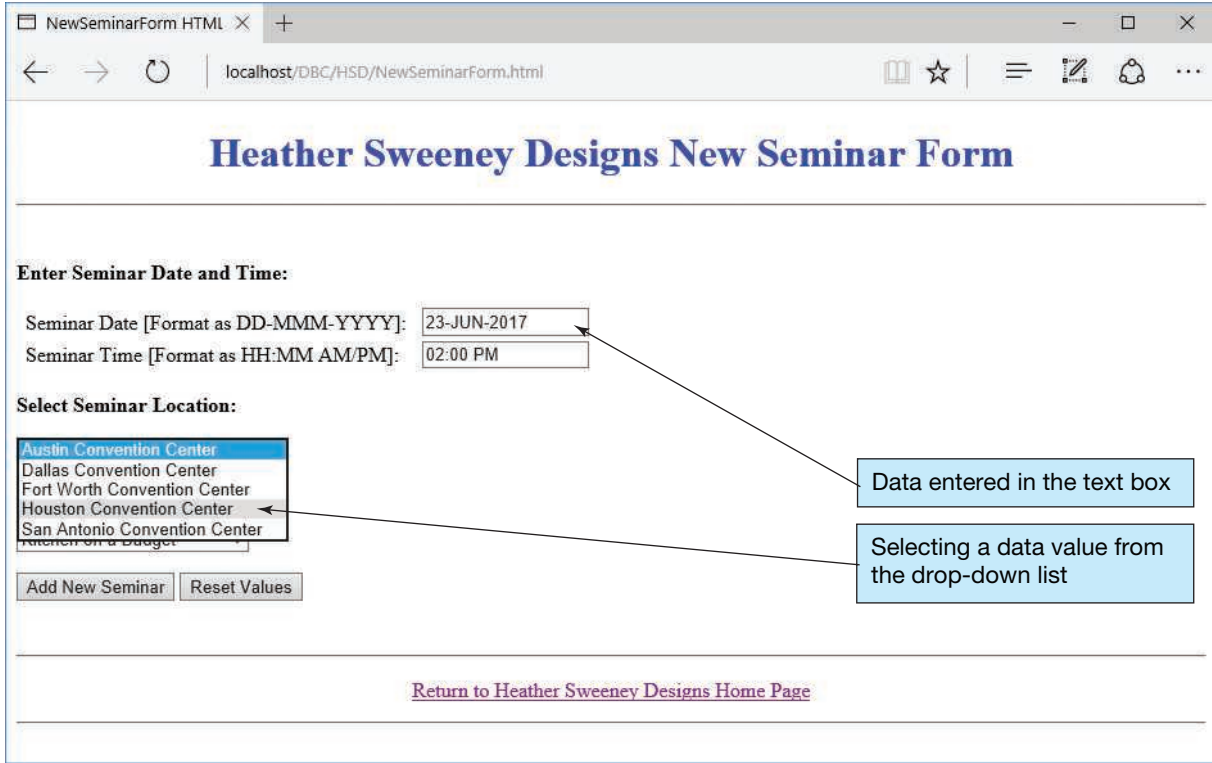 NewSeminarForm HTML
localhost/DBC/HSD/NewSeminarForm.html
Heather Sweeney Designs New Seminar Form
Enter Seminar Date and Time:
Seminar Date [Format as DD-MMM-YYYY]: 23-JUN-2017
Seminar Time [Format as HH:MM AM/PM]: 02:00 PM
Select Seminar Location:
Austin Convention Center
Dallas Convention Center
Fort Worth Convention Center
Houston Convention Center
San Antonio Convention Center
Kitchen on a Budget
Add New Seminar Reset Values
Data entered in the text box
Selecting a data value from
the drop-down list
Return to Heather Sweeney Designs Home Page